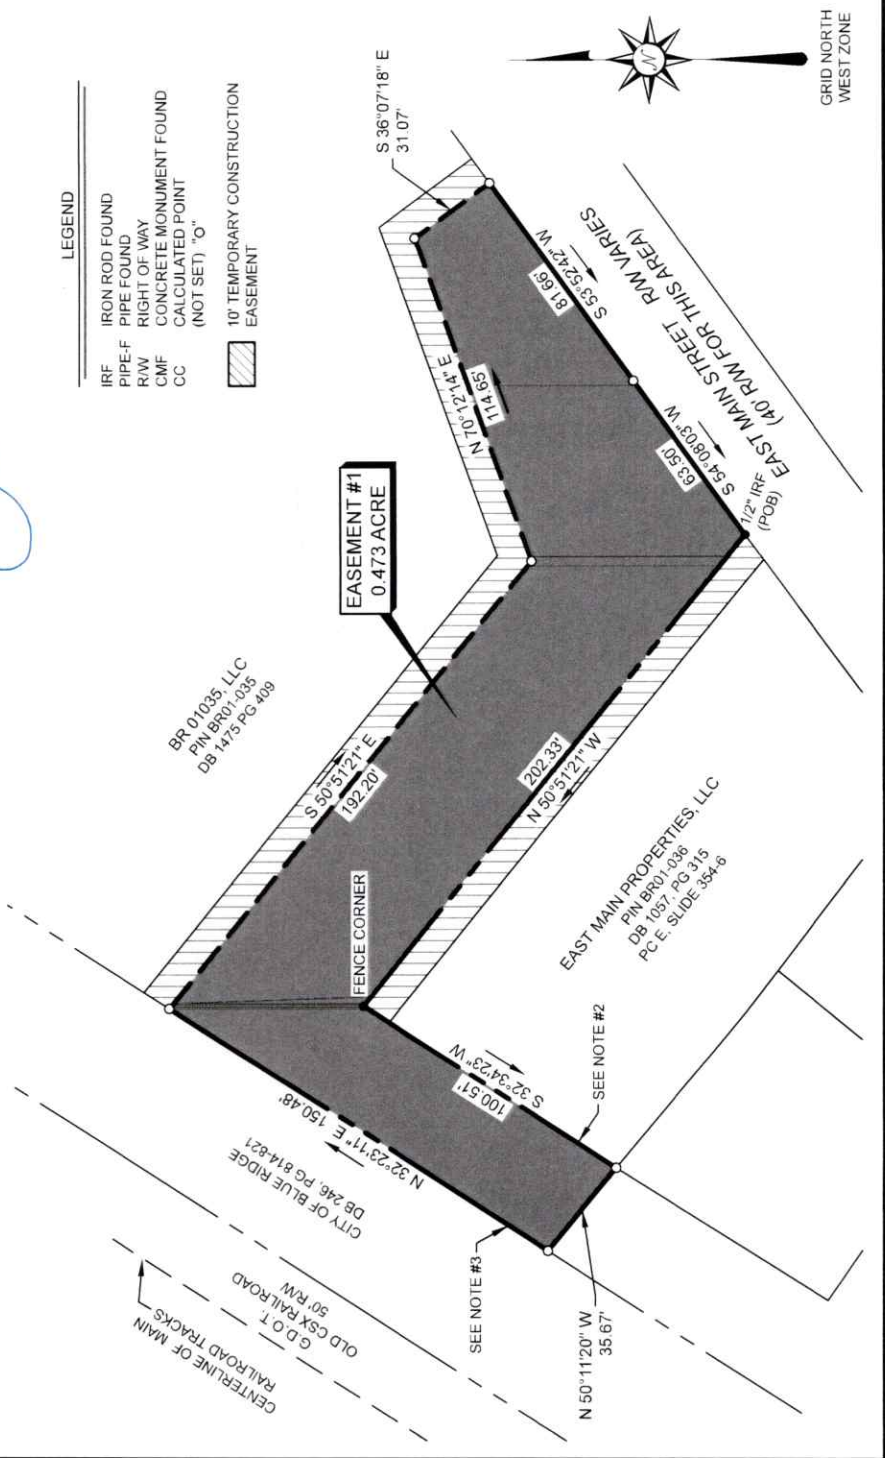 LEGEND
IRF IRON ROD FOUND
PIPE-F PIPE FOUND
R/W RIGHT OF WAY
CMF CONCRETE MONUMENT FOUND
CC CALCULATED POINT
(NOT SET) "O"
10' TEMPORARY CONSTRUCTION
EASEMENT
GRID NORTH
WEST ZONE
N
S 36°07'18" E
31.07'
N 70°12'14" E
114.65'
S 53°52'42" W
81.66'
EAST MAIN STREET R/W VARIES
(40' R/W FOR THIS AREA)
S 54°08'03" W
63.50'
1/2" IRF
(POB)
EASEMENT #1
0.473 ACRE
BR 01035, LLC
PIN BR01-035
DB 1475 PG 409
S 50°51'21" E
192.20'
202.33'
N 50°51'21" W
EAST MAIN PROPERTIES, LLC
PIN BR01-036
DB 1057, PG 315
PC E, SLIDE 354-6
FENCE CORNER
S 32°34'23" W
100.51'
SEE NOTE #2
N 32°23'11" E 150.48'
CITY OF BLUE RIDGE
DB 246, PG 814-821
SEE NOTE #3
N 50°11'20" W
35.67'
G.D.O.T.
OLD CSX RAILROAD
50' R/W
CENTERLINE OF MAIN
RAILROAD TRACKS